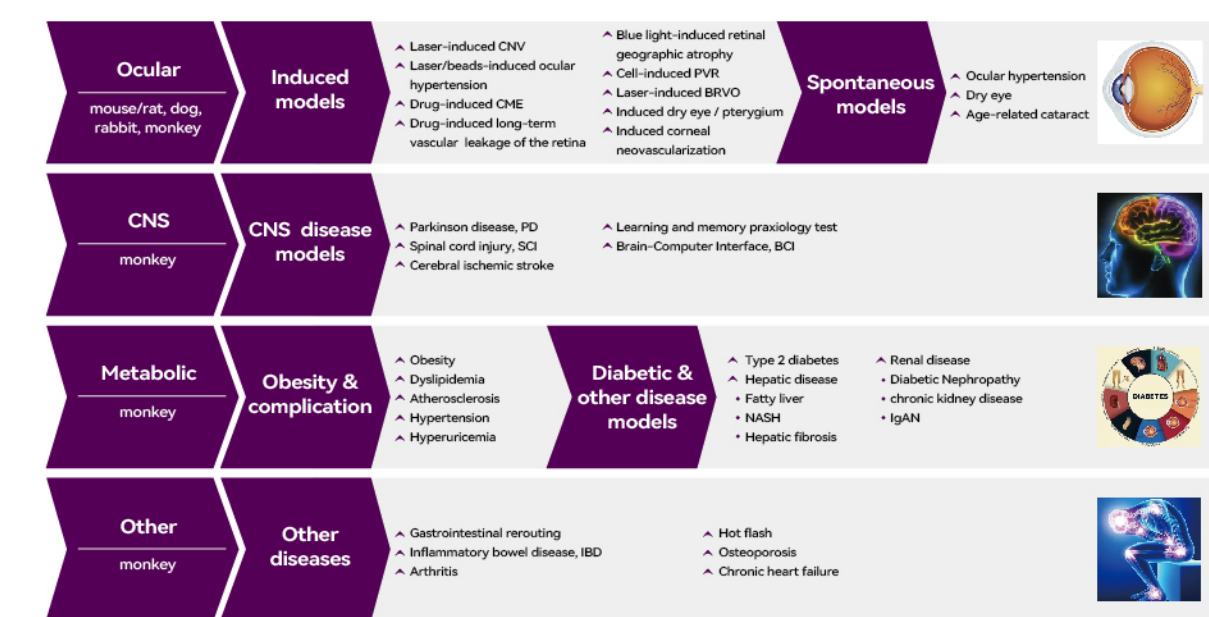 Ocular
mouse/rat, dog,
rabbit, monkey
Induced
models
Laser-induced CNV
Laser/beads-induced ocular
hypertension
Drug-induced CME
Drug-induced long-term
vascular leakage of the retina
Blue light-induced retinal
geographic atrophy
Cell-induced PVR
Laser-induced BRVO
Induced dry eye / pterygium
Induced corneal
neovascularization
Spontaneous
models
Ocular hypertension
Dry eye
Age-related cataract
CNS
monkey
CNS disease
models
Parkinson disease, PD
Spinal cord injury, SCI
Cerebral ischemic stroke
Learning and memory praxiology test
Brain-Computer Interface, BCI
Metabolic
monkey
Obesity &
complication
Obesity
Dyslipidemia
Atherosclerosis
Hypertension
Hyperuricemia
Diabetic &
other disease
models
Type 2 diabetes
Hepatic disease
• Fatty liver
• NASH
• Hepatic fibrosis
Renal disease
• Diabetic Nephropathy
• chronic kidney disease
• IgAN
DIABETES
Other
monkey
Other
diseases
Gastrointestinal rerouting
Inflammatory bowel disease, IBD
Arthritis
Hot flash
Osteoporosis
Chronic heart failure